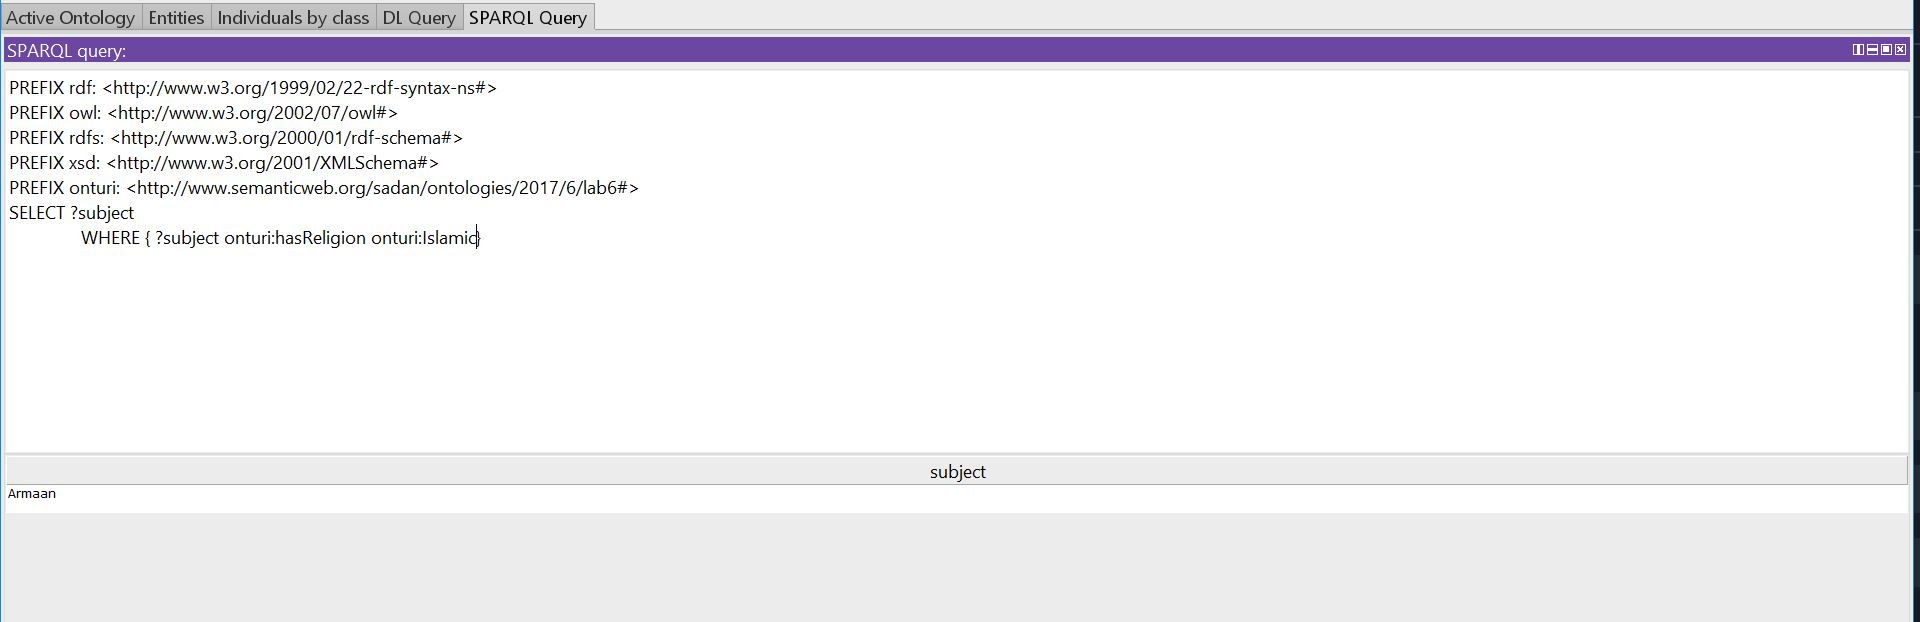 Active Ontology Entities Individuals by class DL Query SPARQL Query
SPARQL query:
PREFIX rdf: <http://www.w3.org/1999/02/22-rdf-syntax-ns#>
PREFIX owl: <http://www.w3.org/2002/07/owl#>
PREFIX rdfs: <http://www.w3.org/2000/01/rdf-schema#>
PREFIX xsd: <http://www.w3.org/2001/XMLSchema#>
PREFIX onturi: <http://www.semanticweb.org/sadan/ontologies/2017/6/lab6#>
SELECT ?subject
WHERE { ?subject onturi:hasReligion onturi:Islamic}
subject
Armaan